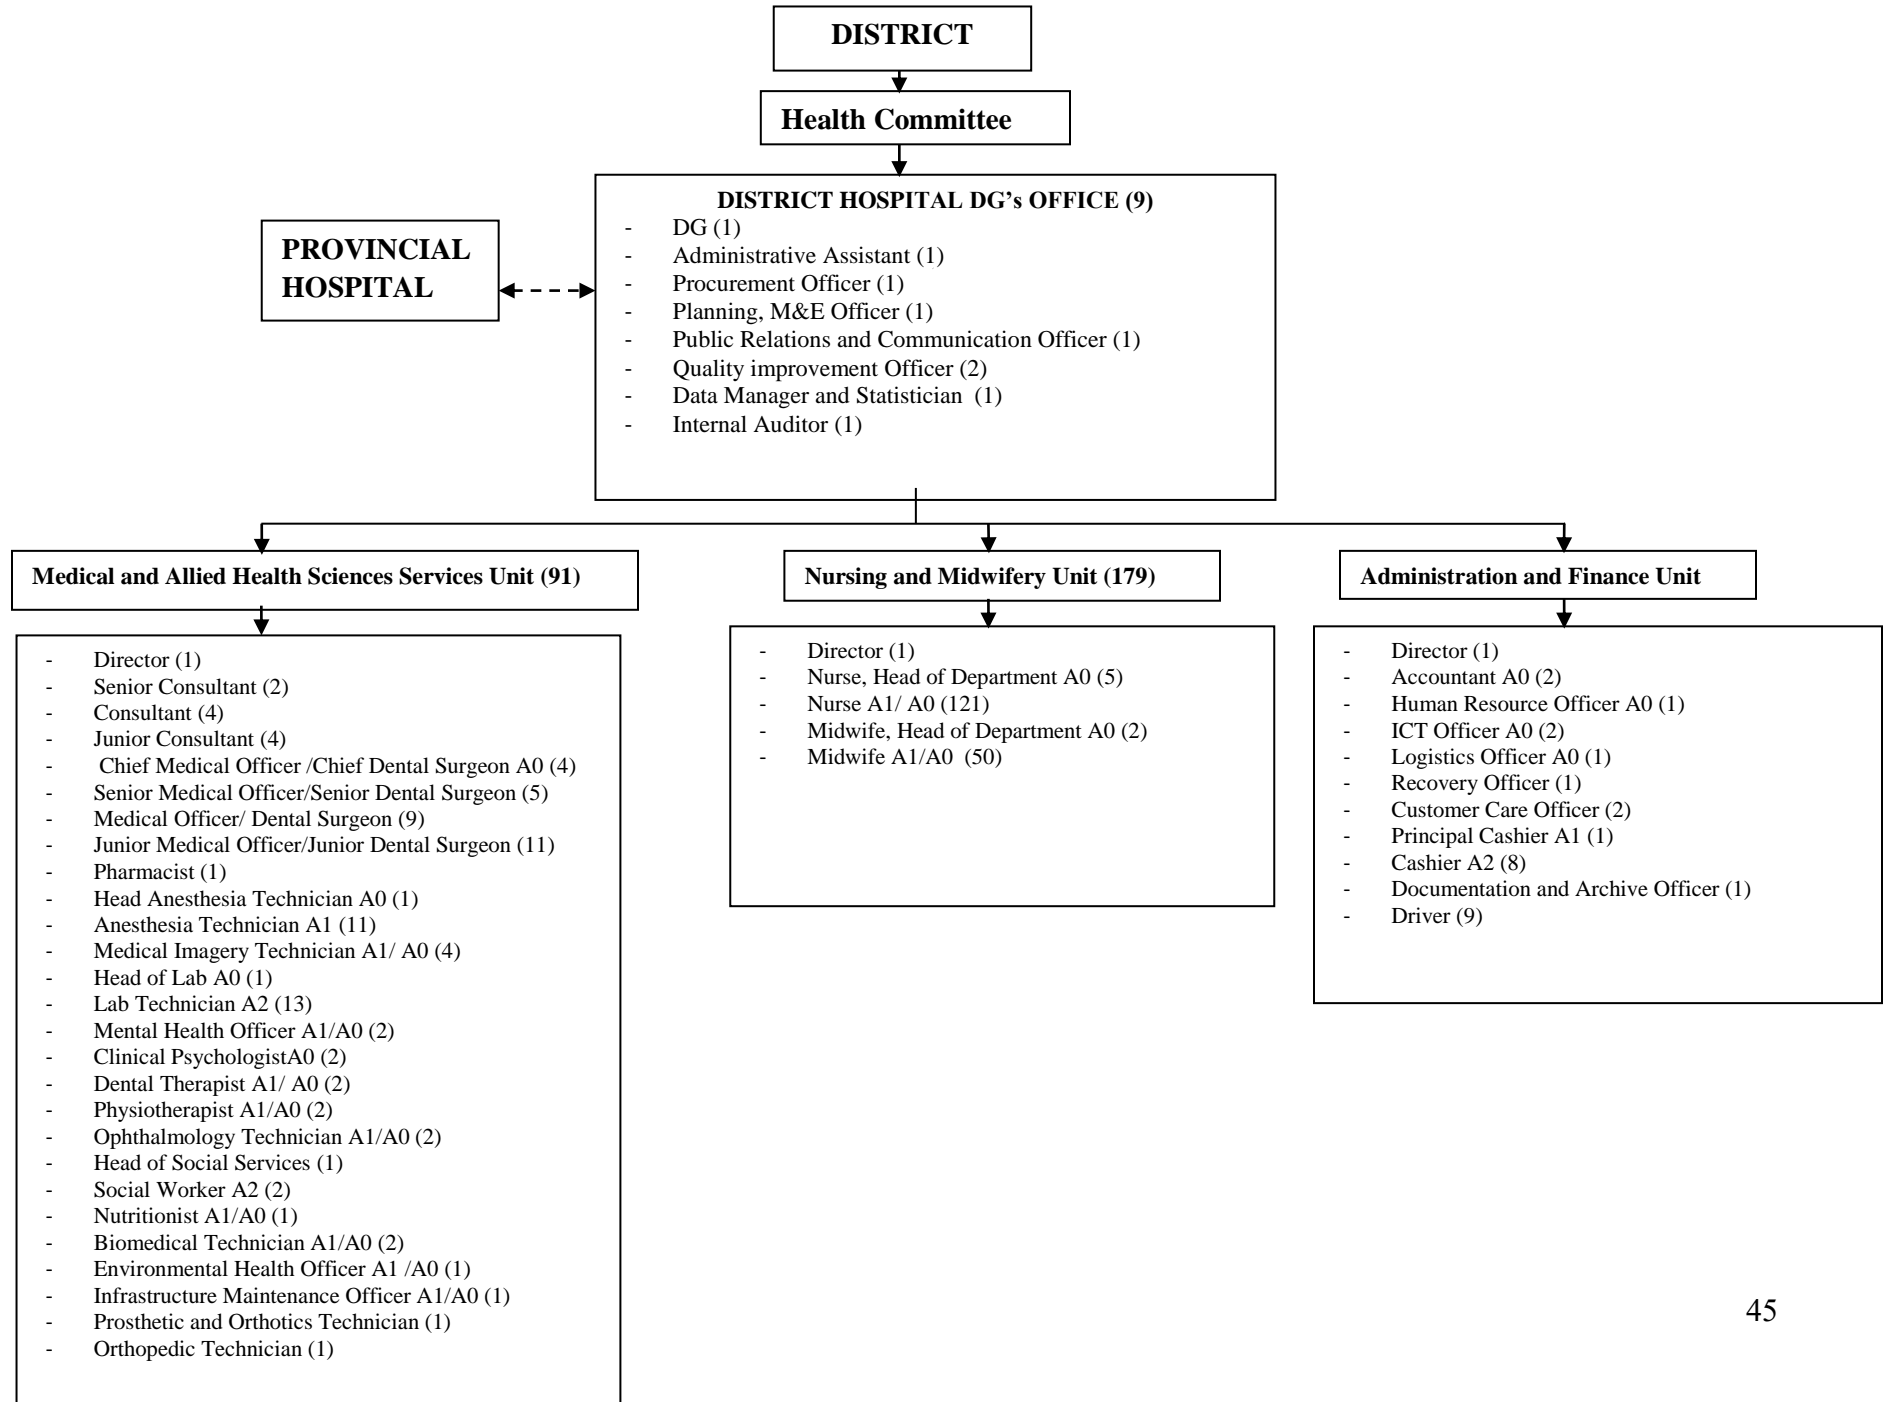 DISTRICT
Health Committee
DISTRICT HOSPITAL DG's OFFICE (9)
- DG (1)
- Administrative Assistant (1)
- Procurement Officer (1)
- Planning, M&E Officer (1)
- Public Relations and Communication Officer (1)
- Quality improvement Officer (2)
- Data Manager and Statistician (1)
- Internal Auditor (1)
PROVINCIAL
HOSPITAL
Medical and Allied Health Sciences Services Unit (91)
- Director (1)
- Senior Consultant (2)
- Consultant (4)
- Junior Consultant (4)
- Chief Medical Officer /Chief Dental Surgeon A0 (4)
- Senior Medical Officer/Senior Dental Surgeon (5)
- Medical Officer/ Dental Surgeon (9)
- Junior Medical Officer/Junior Dental Surgeon (11)
- Pharmacist (1)
- Head Anesthesia Technician A0 (1)
- Anesthesia Technician A1 (11)
- Medical Imagery Technician A1/ A0 (4)
- Head of Lab A0 (1)
- Lab Technician A2 (13)
- Mental Health Officer A1/A0 (2)
- Clinical PsychologistA0 (2)
- Dental Therapist A1/ A0 (2)
- Physiotherapist A1/A0 (2)
- Ophthalmology Technician A1/A0 (2)
- Head of Social Services (1)
- Social Worker A2 (2)
- Nutritionist A1/A0 (1)
- Biomedical Technician A1/A0 (2)
- Environmental Health Officer A1 /A0 (1)
- Infrastructure Maintenance Officer A1/A0 (1)
- Prosthetic and Orthotics Technician (1)
- Orthopedic Technician (1)
Nursing and Midwifery Unit (179)
- Director (1)
- Nurse, Head of Department A0 (5)
- Nurse A1/ A0 (121)
- Midwife, Head of Department A0 (2)
- Midwife A1/A0 (50)
Administration and Finance Unit
- Director (1)
- Accountant A0 (2)
- Human Resource Officer A0 (1)
- ICT Officer A0 (2)
- Logistics Officer A0 (1)
- Recovery Officer (1)
- Customer Care Officer (2)
- Principal Cashier A1 (1)
- Cashier A2 (8)
- Documentation and Archive Officer (1)
- Driver (9)
45